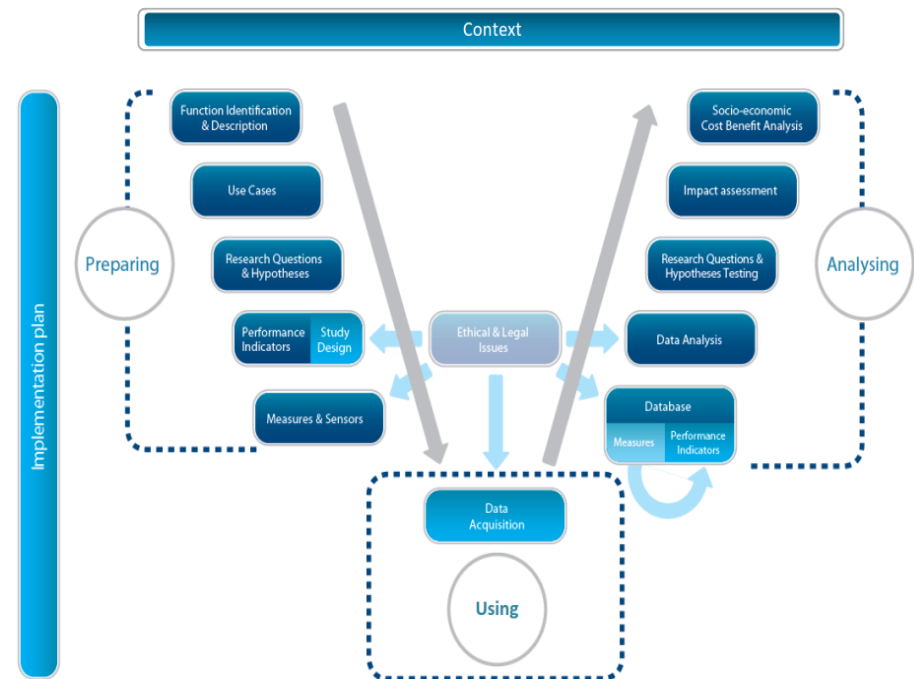 Context
Implementation plan
Preparing
Function Identification
& Description
Use Cases
Research Questions
& Hypotheses
Performance
Indicators
Study
Design
Measures & Sensors
Ethical & Legal
Issues
Data
Acquisition
Using
Socio-economic
Cost Benefit Analysis
Impact assessment
Research Questions &
Hypotheses Testing
Data Analysis
Database
Measures
Performance
Indicators
Analysing